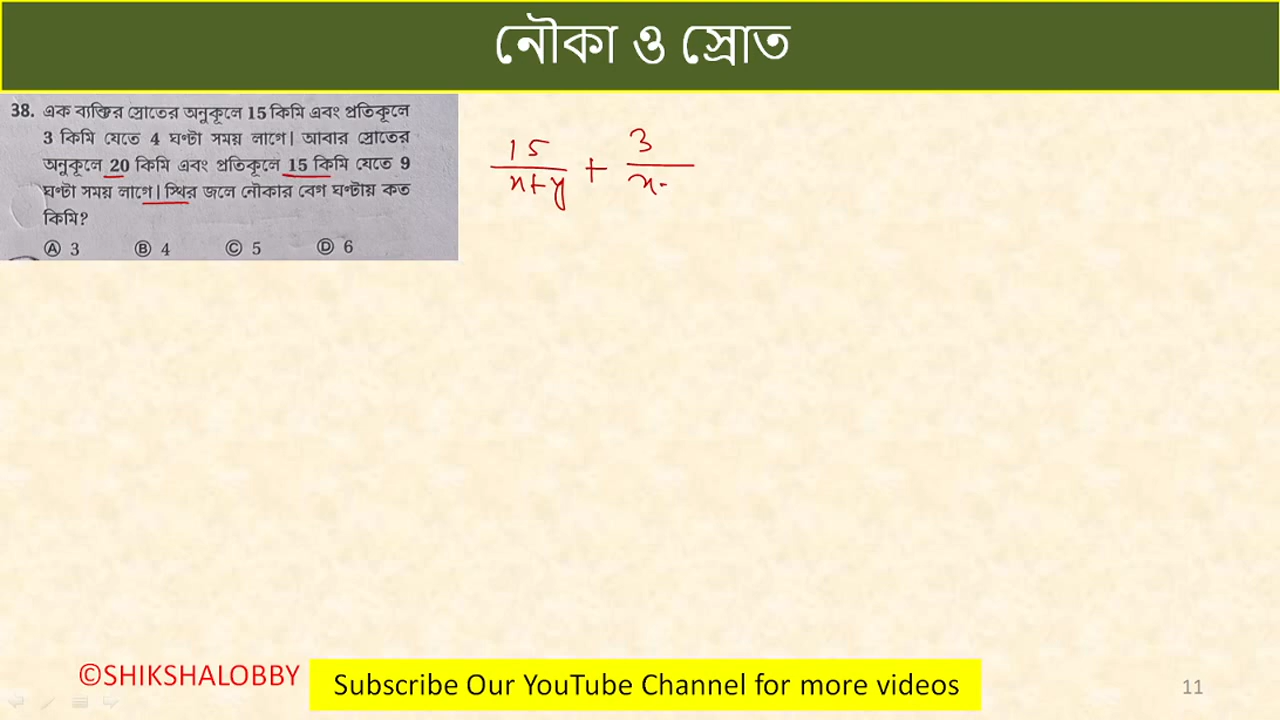 নৌকা ও স্রোত
38. এক ব্যক্তির স্রোতের অনুকূলে 15 কিমি এবং প্রতিকূলে
3 কিমি যেতে 4 ঘণ্টা সময় লাগে। আবার স্রোতের
অনুকূলে 20 কিমি এবং প্রতিকূলে 15 কিমি যেতে 9
ঘণ্টা সময় লাগে। স্থির জলে নৌকার বেগ ঘণ্টায় কত
কিমি?
Ⓐ 3 Ⓑ 4 Ⓒ 5 Ⓓ 6
15 3
x+y + x-
©SHIKSHALOBBY
Subscribe Our YouTube Channel for more videos
11